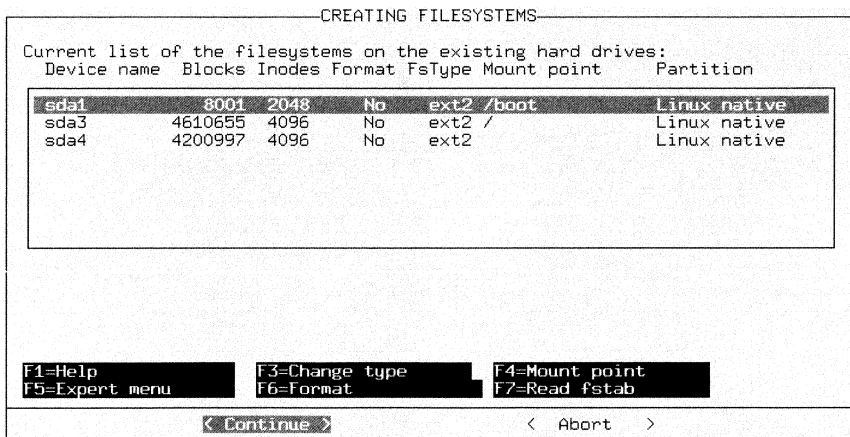 CREATING FILESYSTEMS
Current list of the filesystems on the existing hard drives:
Device name Blocks Inodes Format FsType Mount point Partition
sda1 8001 2048 No ext2 /boot Linux native
sda3 4610655 4096 No ext2 / Linux native
sda4 4200997 4096 No ext2 Linux native
F1=Help F3=Change type F4=Mount point
F5=Expert menu F6=Format F7=Read fstab
< Continue > < Abort >